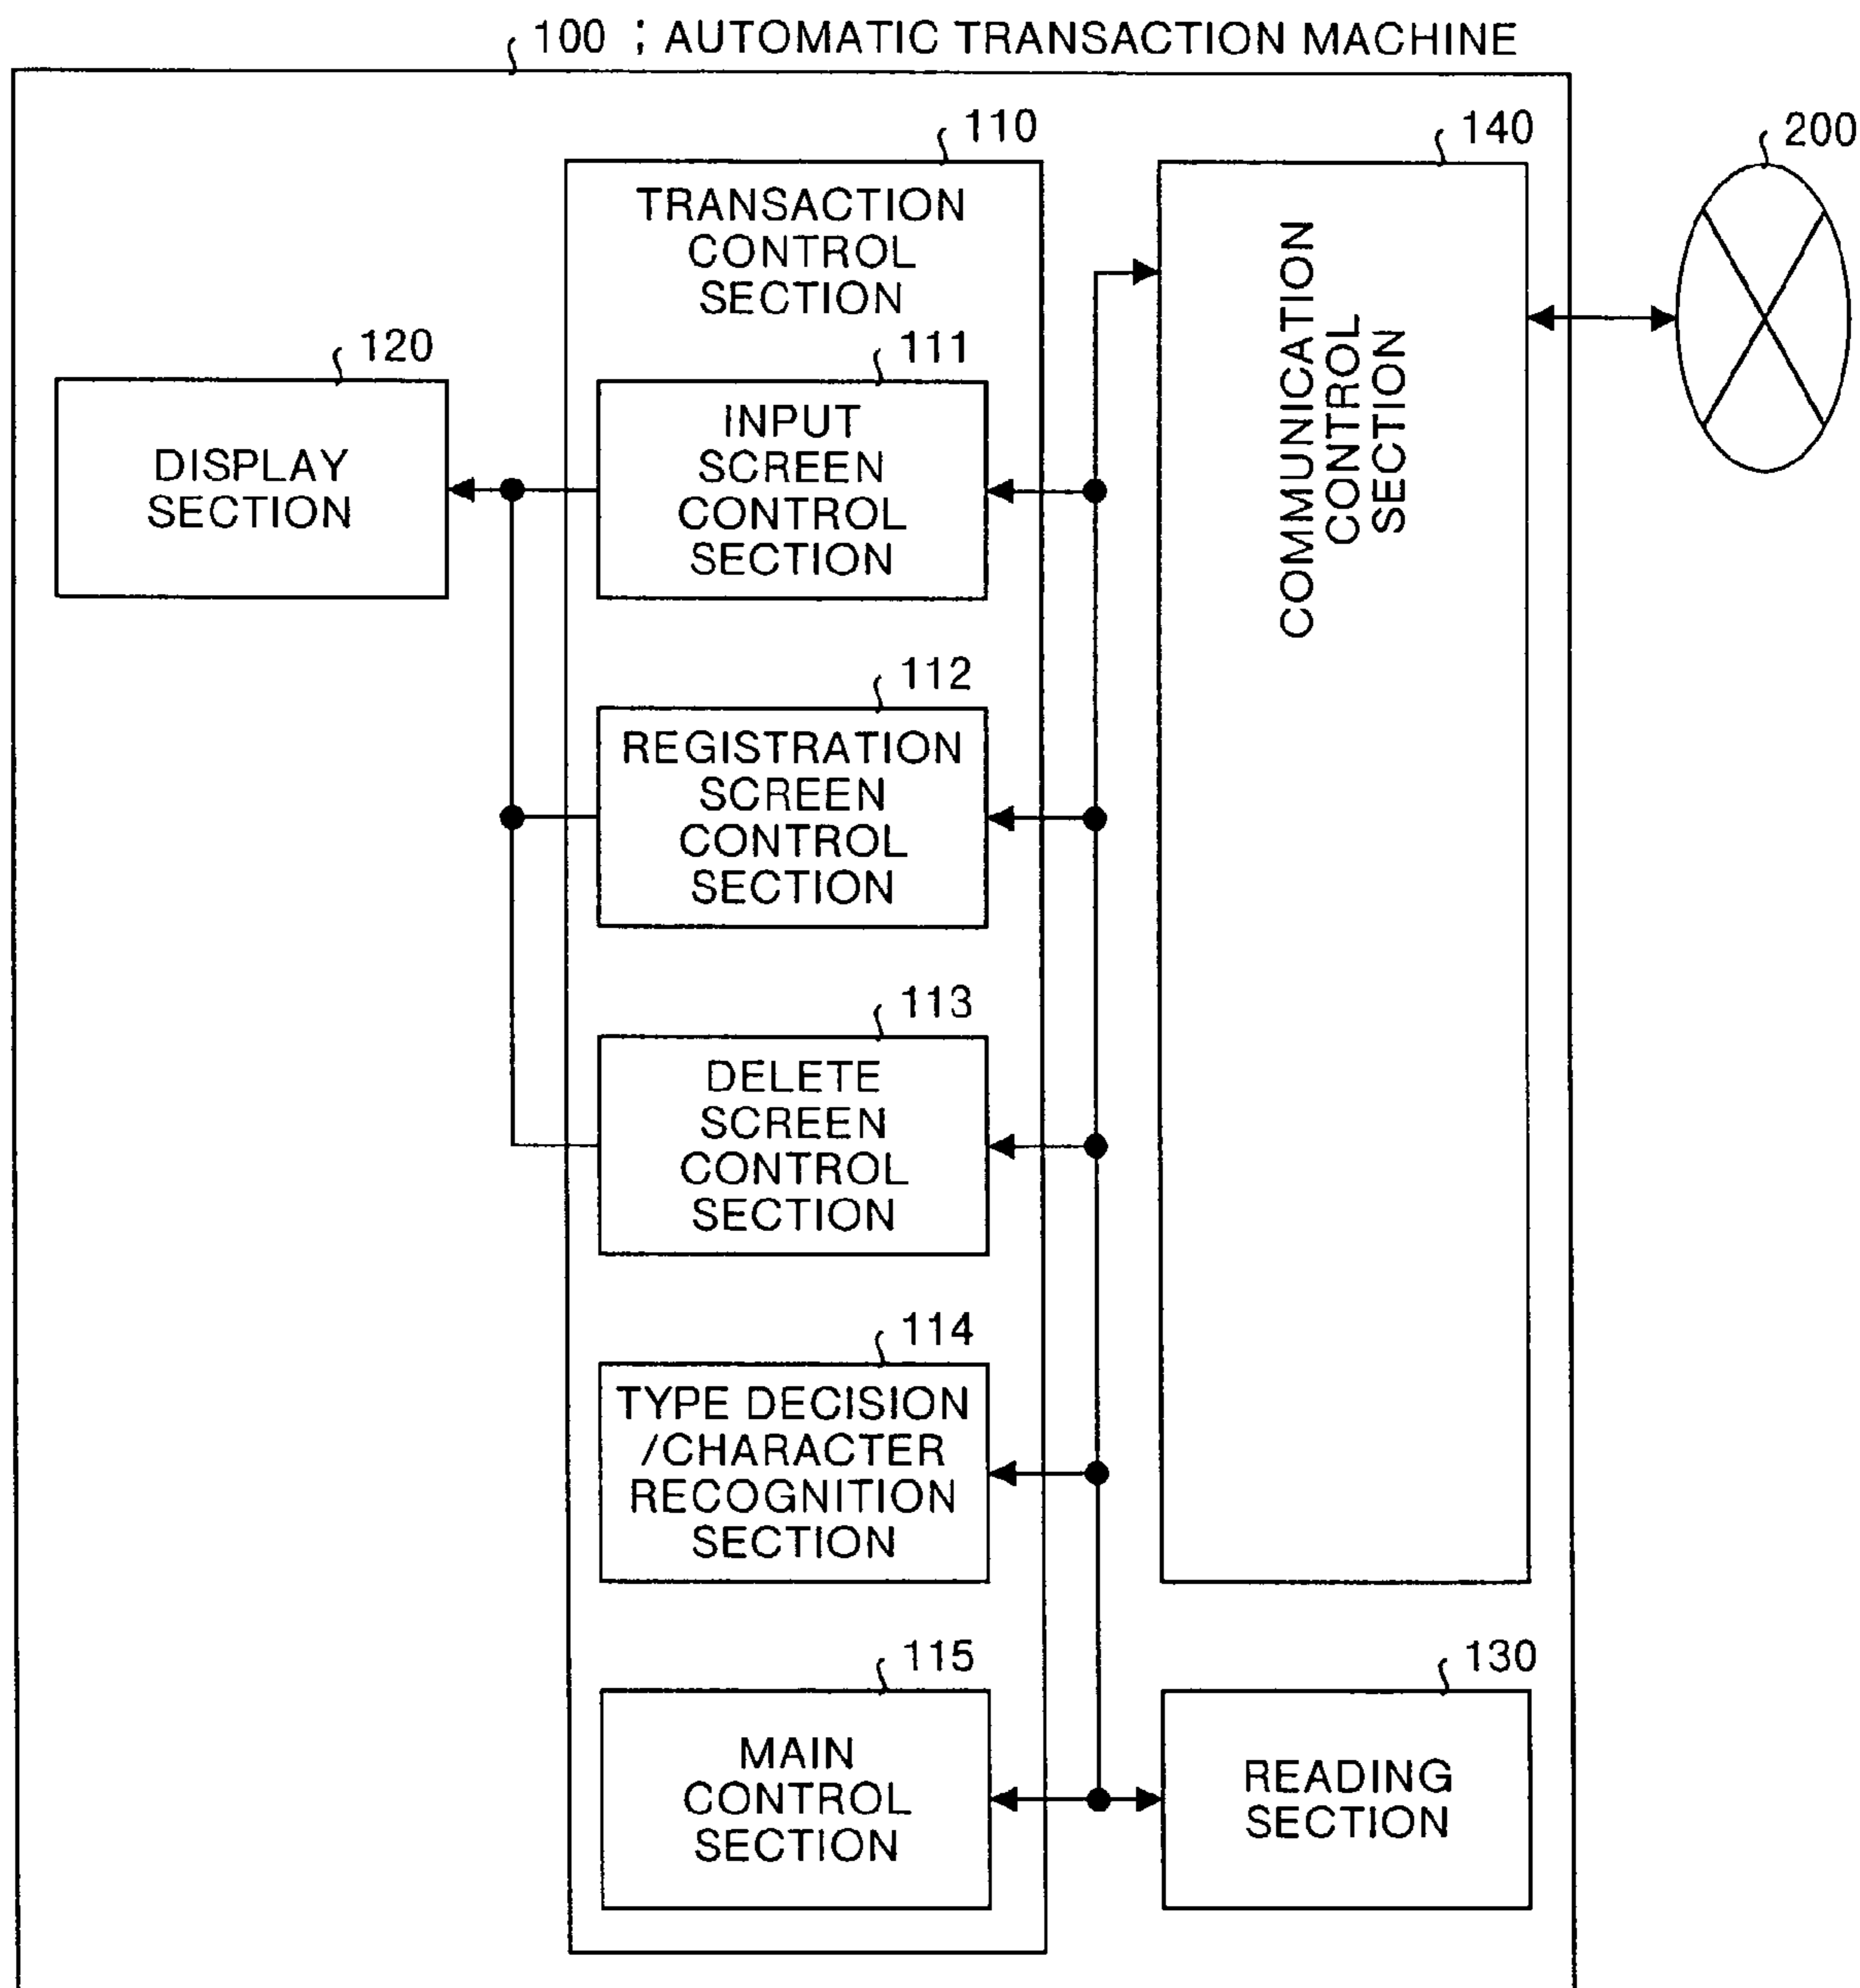 100 ; AUTOMATIC TRANSACTION MACHINE
110
TRANSACTION
CONTROL
SECTION
140
COMMUNICATION
CONTROL
SECTION
200
120
DISPLAY
SECTION
111
INPUT
SCREEN
CONTROL
SECTION
112
REGISTRATION
SCREEN
CONTROL
SECTION
113
DELETE
SCREEN
CONTROL
SECTION
114
TYPE DECISION
/CHARACTER
RECOGNITION
SECTION
115
MAIN
CONTROL
SECTION
130
READING
SECTION